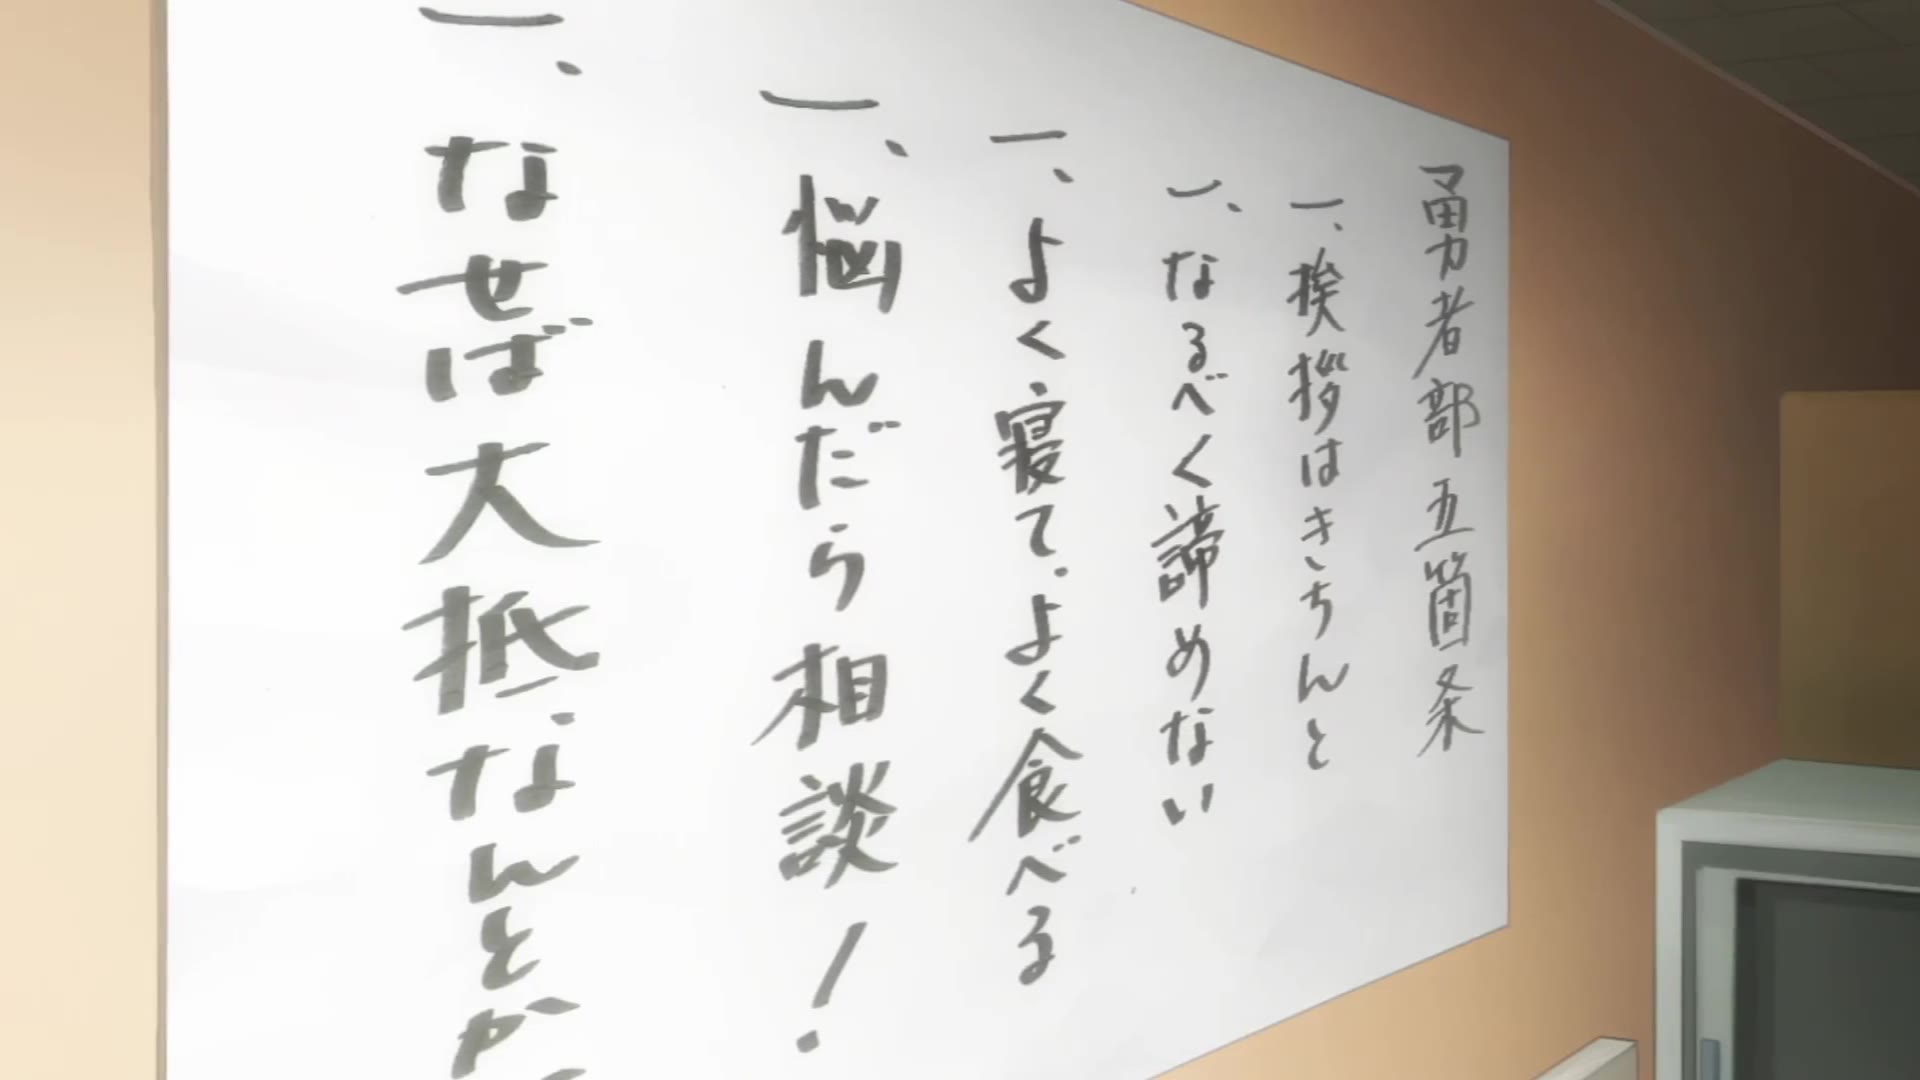 勇者部五箇条
一、挨拶はきちんと
一、なるべく諦めない
一、よく寝て、よく食べる
一、悩んだら相談！
一、なせば大抵なんとか